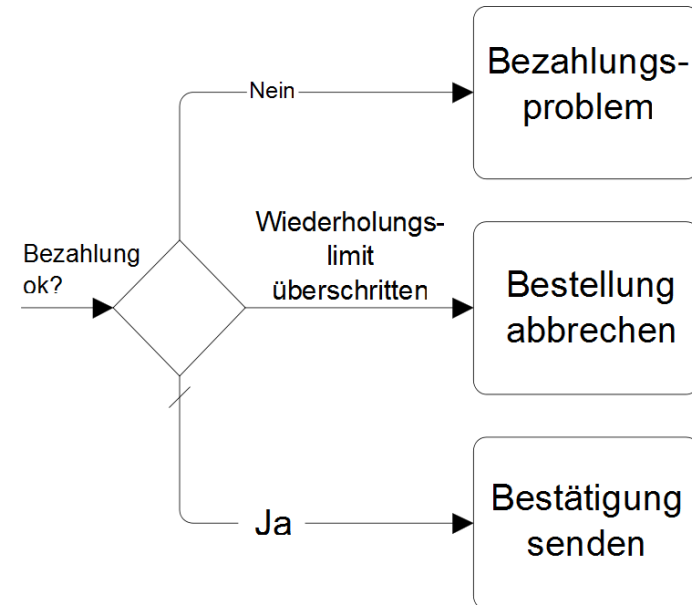 Nein
Bezahlungs-
problem
Bezahlung
ok?
Wiederholungs-
limit
überschritten
Bestellung
abbrechen
Ja
Bestätigung
senden